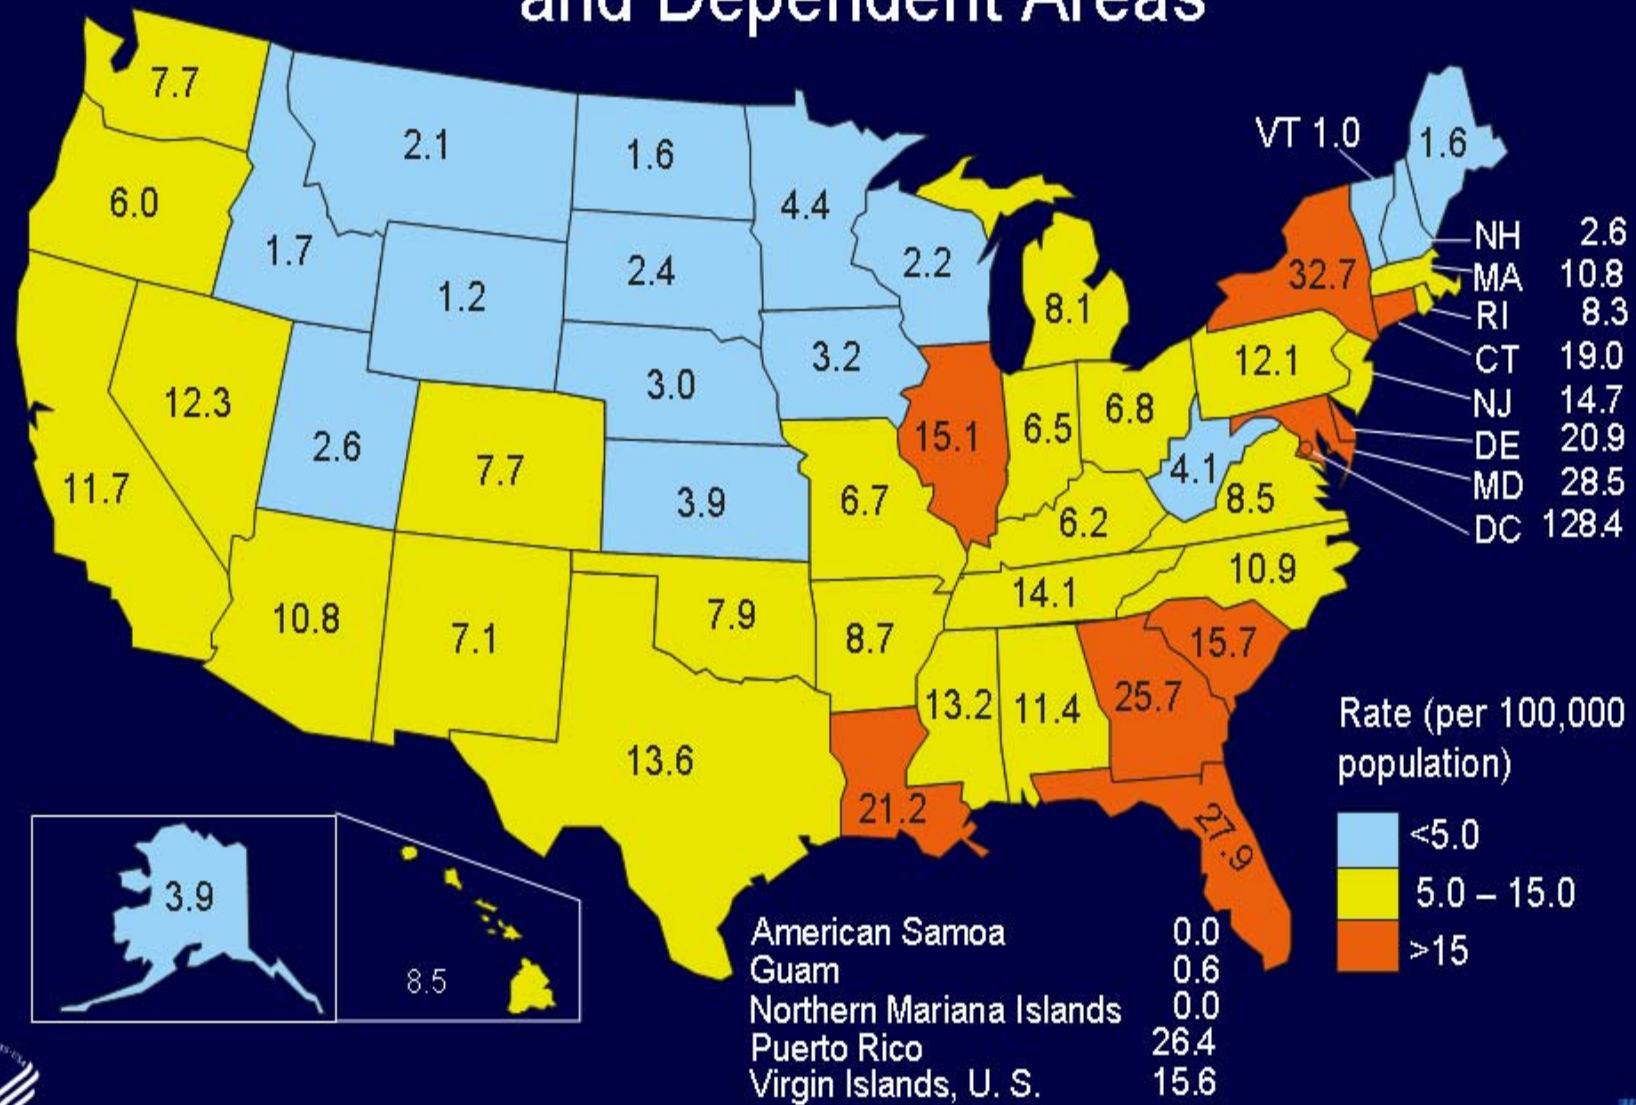 and Dependent Areas
7.7
2.1
1.6
VT 1.0
1.6
6.0
4.4
1.7
2.4
2.2
NH 2.6
1.2
32.7
MA 10.8
8.1
RI 8.3
3.2
12.1
CT 19.0
12.3
3.0
6.8
NJ 14.7
2.6
15.1
6.5
DE 20.9
7.7
4.1
MD 28.5
11.7
3.9
6.7
8.5
DC 128.4
6.2
10.9
10.8
7.1
7.9
8.7
14.1
15.7
13.2
11.4
25.7
Rate (per 100,000
population)
13.6
21.2
27.9
<5.0
5.0 – 15.0
>15
3.9
8.5
American Samoa 0.0
Guam 0.6
Northern Mariana Islands 0.0
Puerto Rico 26.4
Virgin Islands, U. S. 15.6